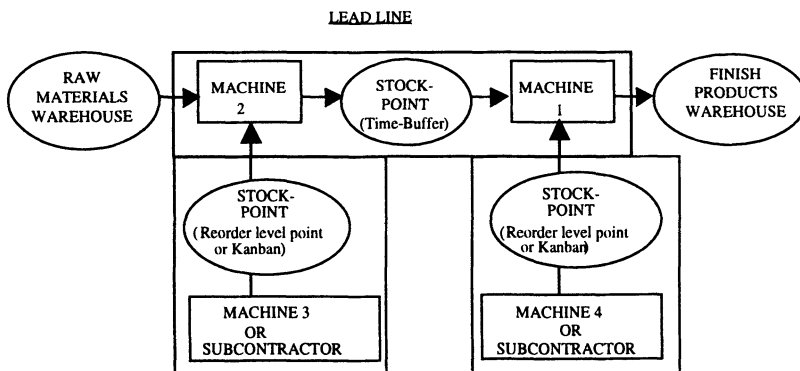 LEAD LINE
RAW
MATERIALS
WAREHOUSE
MACHINE
2
STOCK-
POINT
(Time-Buffer)
MACHINE
1
FINISH
PRODUCTS
WAREHOUSE
STOCK-
POINT
(Reorder level point
or Kanban)
STOCK-
POINT
(Reorder level point
or Kanban)
MACHINE 3
OR
SUBCONTRACTOR
MACHINE 4
OR
SUBCONTRACTOR